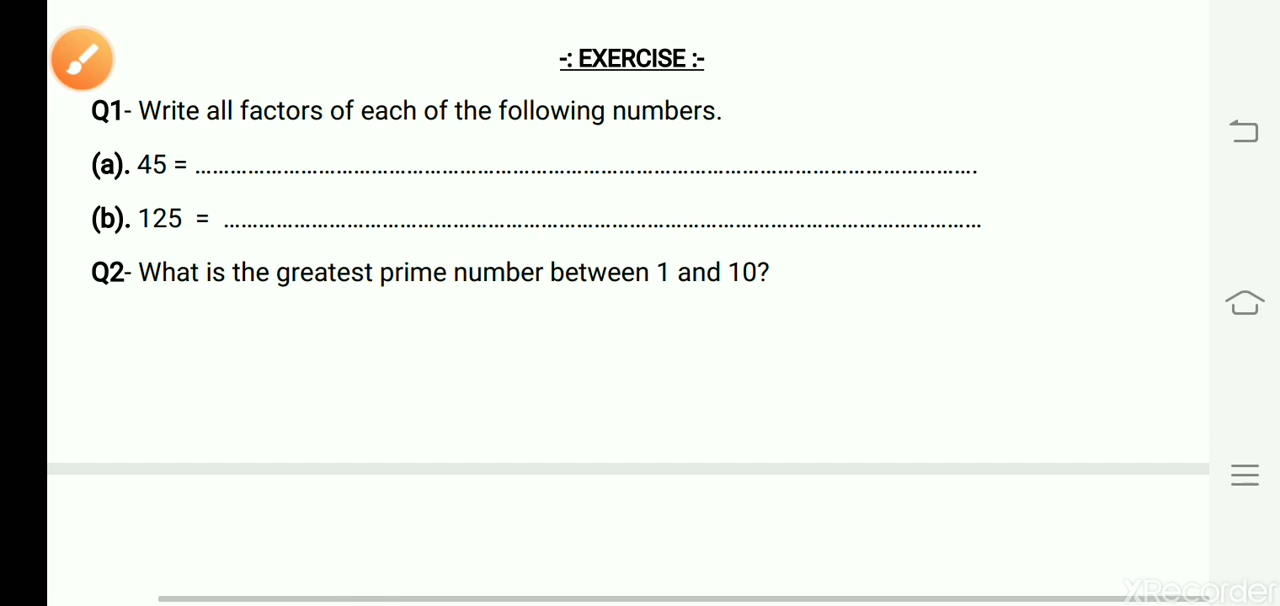 -: EXERCISE :-
Q1- Write all factors of each of the following numbers.
(a). 45 = ....................................................................................................
(b). 125 = ....................................................................................................
Q2- What is the greatest prime number between 1 and 10?
XRecorder